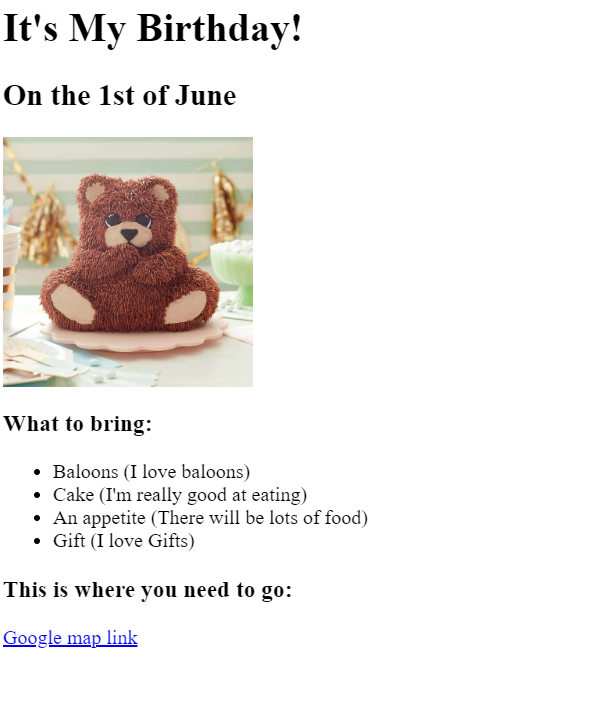 It's My Birthday!
On the 1st of June
What to bring:
Baloons (I love baloons)
Cake (I'm really good at eating)
An appetite (There will be lots of food)
Gift (I love Gifts)
This is where you need to go:
Google map link